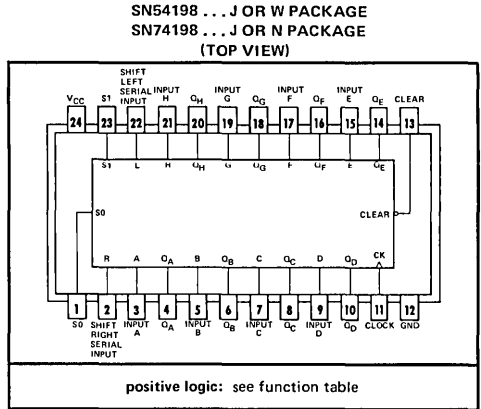 SN54198 . . . J OR W PACKAGE
SN74198 . . . J OR N PACKAGE
(TOP VIEW)
SHIFT
LEFT
SERIAL
INPUT
VCC S1 INPUT H QH INPUT G QG INPUT F QF INPUT E QE CLEAR
24 23 22 21 20 19 18 17 16 15 14 13
S1 L H QH G QG F QF E QE
S0
CLEAR
R A QA B QB C QC D QD CK
1 2 3 4 5 6 7 8 9 10 11 12
S0 SHIFT RIGHT SERIAL INPUT INPUT A QA INPUT B QB INPUT C QC INPUT D QD CLOCK GND
positive logic: see function table